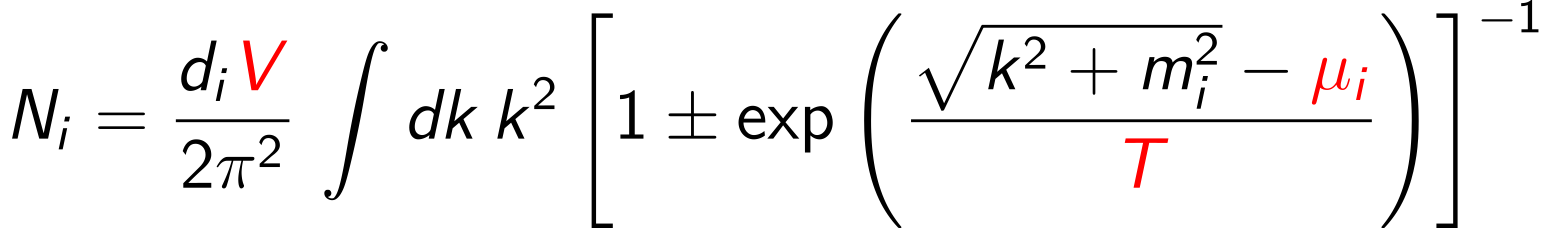 N_i = \frac{d_i V}{2\pi^2} \int dk \, k^2 \left[ 1 \pm \exp \left( \frac{\sqrt{k^2 + m_i^2} - \mu_i}{T} \right) \right]^{-1}